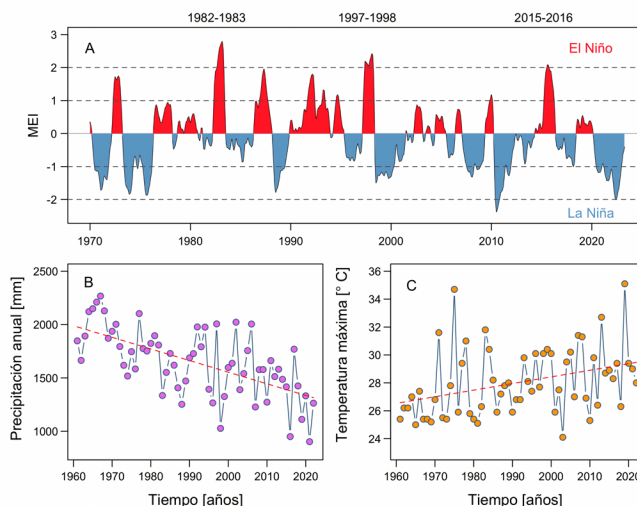 1982-1983 1997-1998 2015-2016
A El Niño
3
2
1
0
-1
-2
MEI
La Niña
1970 1980 1990 2000 2010 2020
B
2500
2000
1500
1000
Precipitación anual [mm]
1960 1970 1980 1990 2000 2010 2020
Tiempo [años]
C
36
34
32
30
28
26
24
Temperatura máxima [° C]
1960 1970 1980 1990 2000 2010 2020
Tiempo [años]